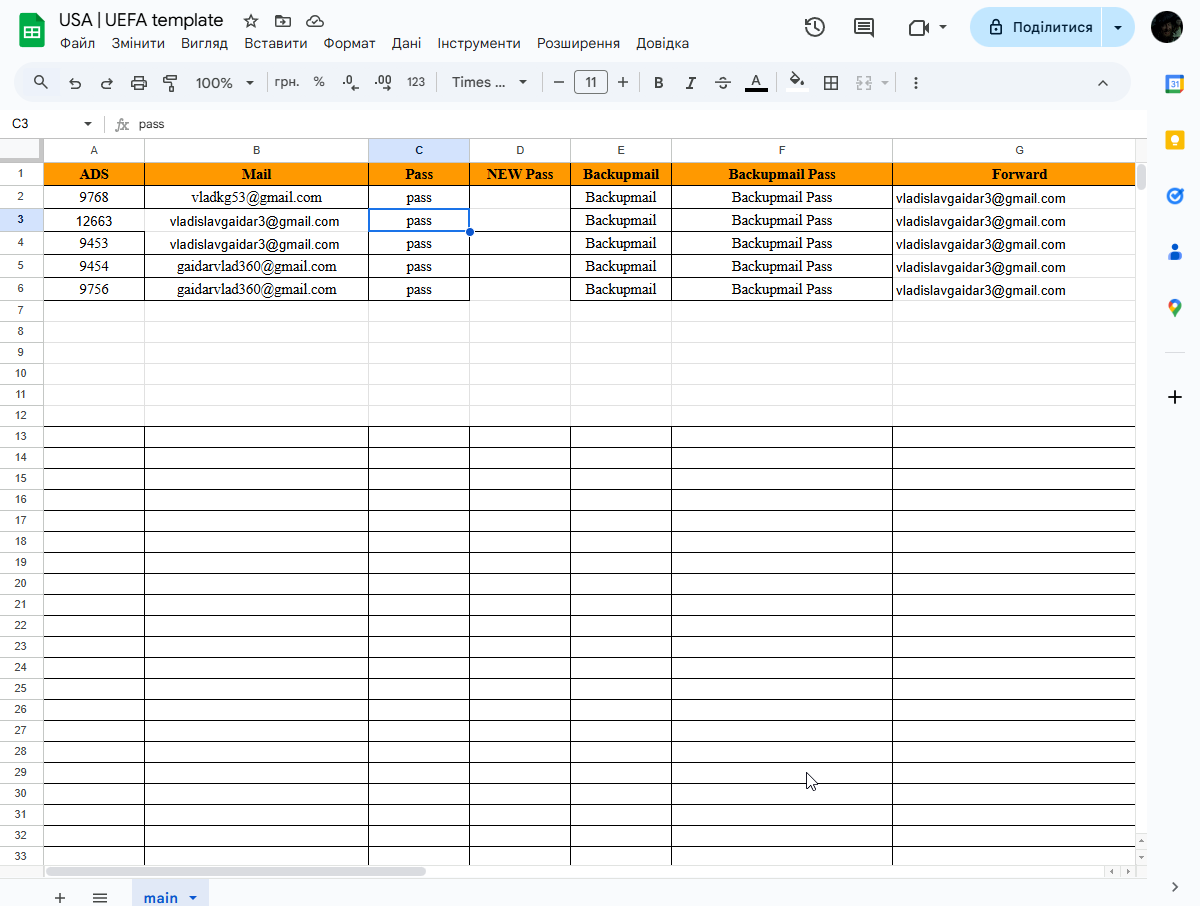 USA | UEFA template
Файл Змінити Вигляд Вставити Формат Дані Інструменти Розширення Довідка
Поділитися
31
100% грн. % .0 .00 123 Times ... 11 B I A
C3 fx pass
A B C D E F G
1 ADS Mail Pass NEW Pass Backupmail Backupmail Pass Forward
2 9768 vladkg53@gmail.com pass Backupmail Backupmail Pass vladislavgaidar3@gmail.com
3 12663 vladislavgaidar3@gmail.com pass Backupmail Backupmail Pass vladislavgaidar3@gmail.com
4 9453 vladislavgaidar3@gmail.com pass Backupmail Backupmail Pass vladislavgaidar3@gmail.com
5 9454 gaidarvlad360@gmail.com pass Backupmail Backupmail Pass vladislavgaidar3@gmail.com
6 9756 gaidarvlad360@gmail.com pass Backupmail Backupmail Pass vladislavgaidar3@gmail.com
7
8
9
10
11
12
13
14
15
16
17
18
19
20
21
22
23
24
25
26
27
28
29
30
31
32
33
main